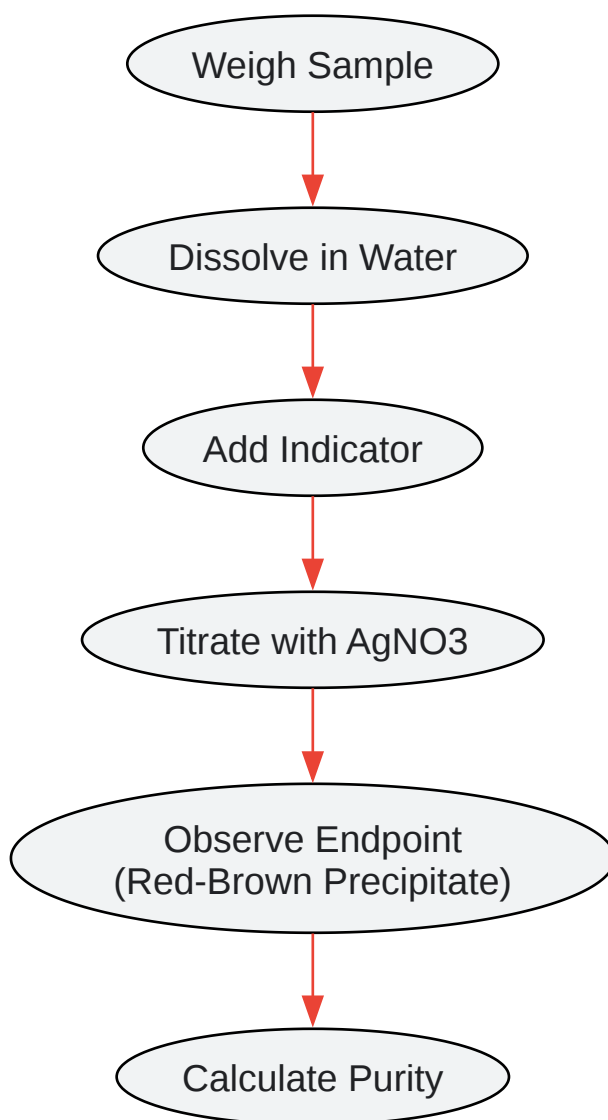 Weigh Sample
Dissolve in Water
Add Indicator
Titrate with AgNO3
Observe Endpoint
(Red-Brown Precipitate)
Calculate Purity